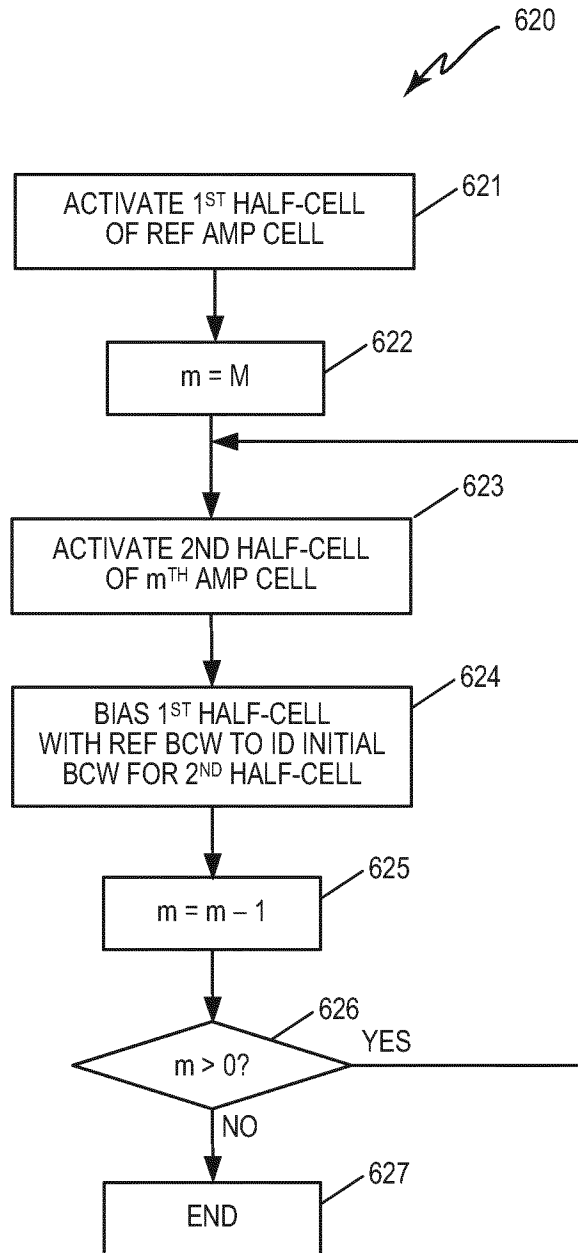 620
ACTIVATE 1ST HALF-CELL
OF REF AMP CELL
621
m = M
622
ACTIVATE 2ND HALF-CELL
OF mTH AMP CELL
623
BIAS 1ST HALF-CELL
WITH REF BCW TO ID INITIAL
BCW FOR 2ND HALF-CELL
624
m = m – 1
625
m > 0?
626
YES
NO
END
627